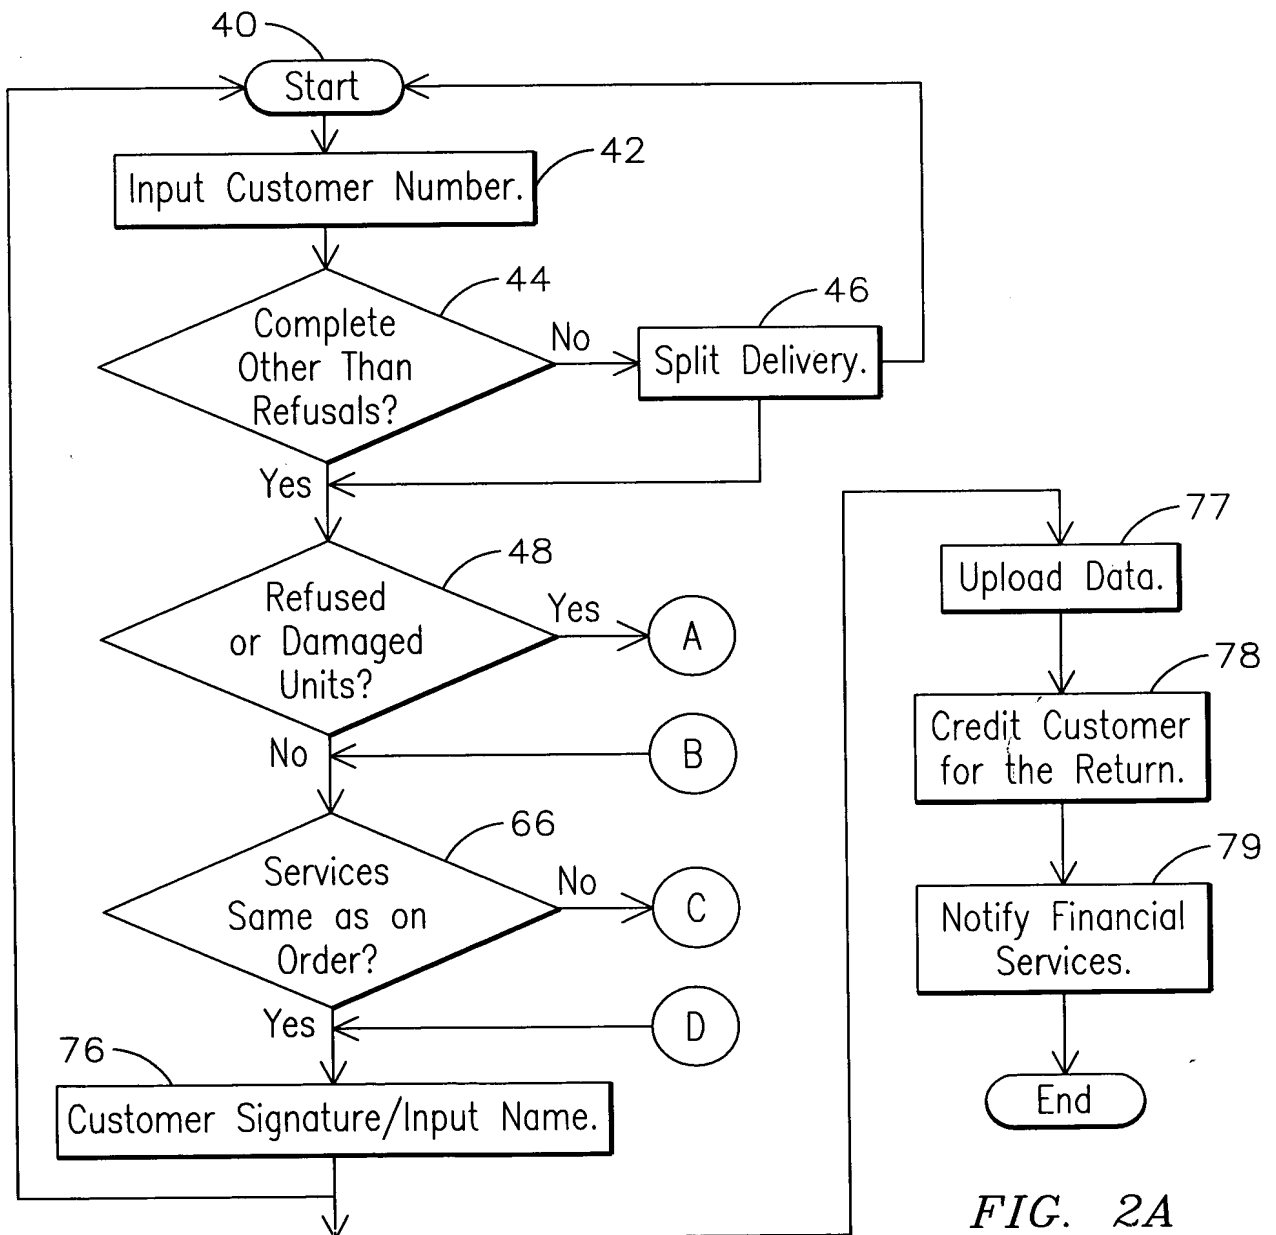 40
Start
42
Input Customer Number.
44
Complete
Other Than
Refusals?
No
46
Split Delivery.
Yes
48
Refused
or Damaged
Units?
Yes
A
No
B
66
Services
Same as on
Order?
No
C
Yes
D
76
Customer Signature/Input Name.
77
Upload Data.
78
Credit Customer
for the Return.
79
Notify Financial
Services.
End
FIG. 2A